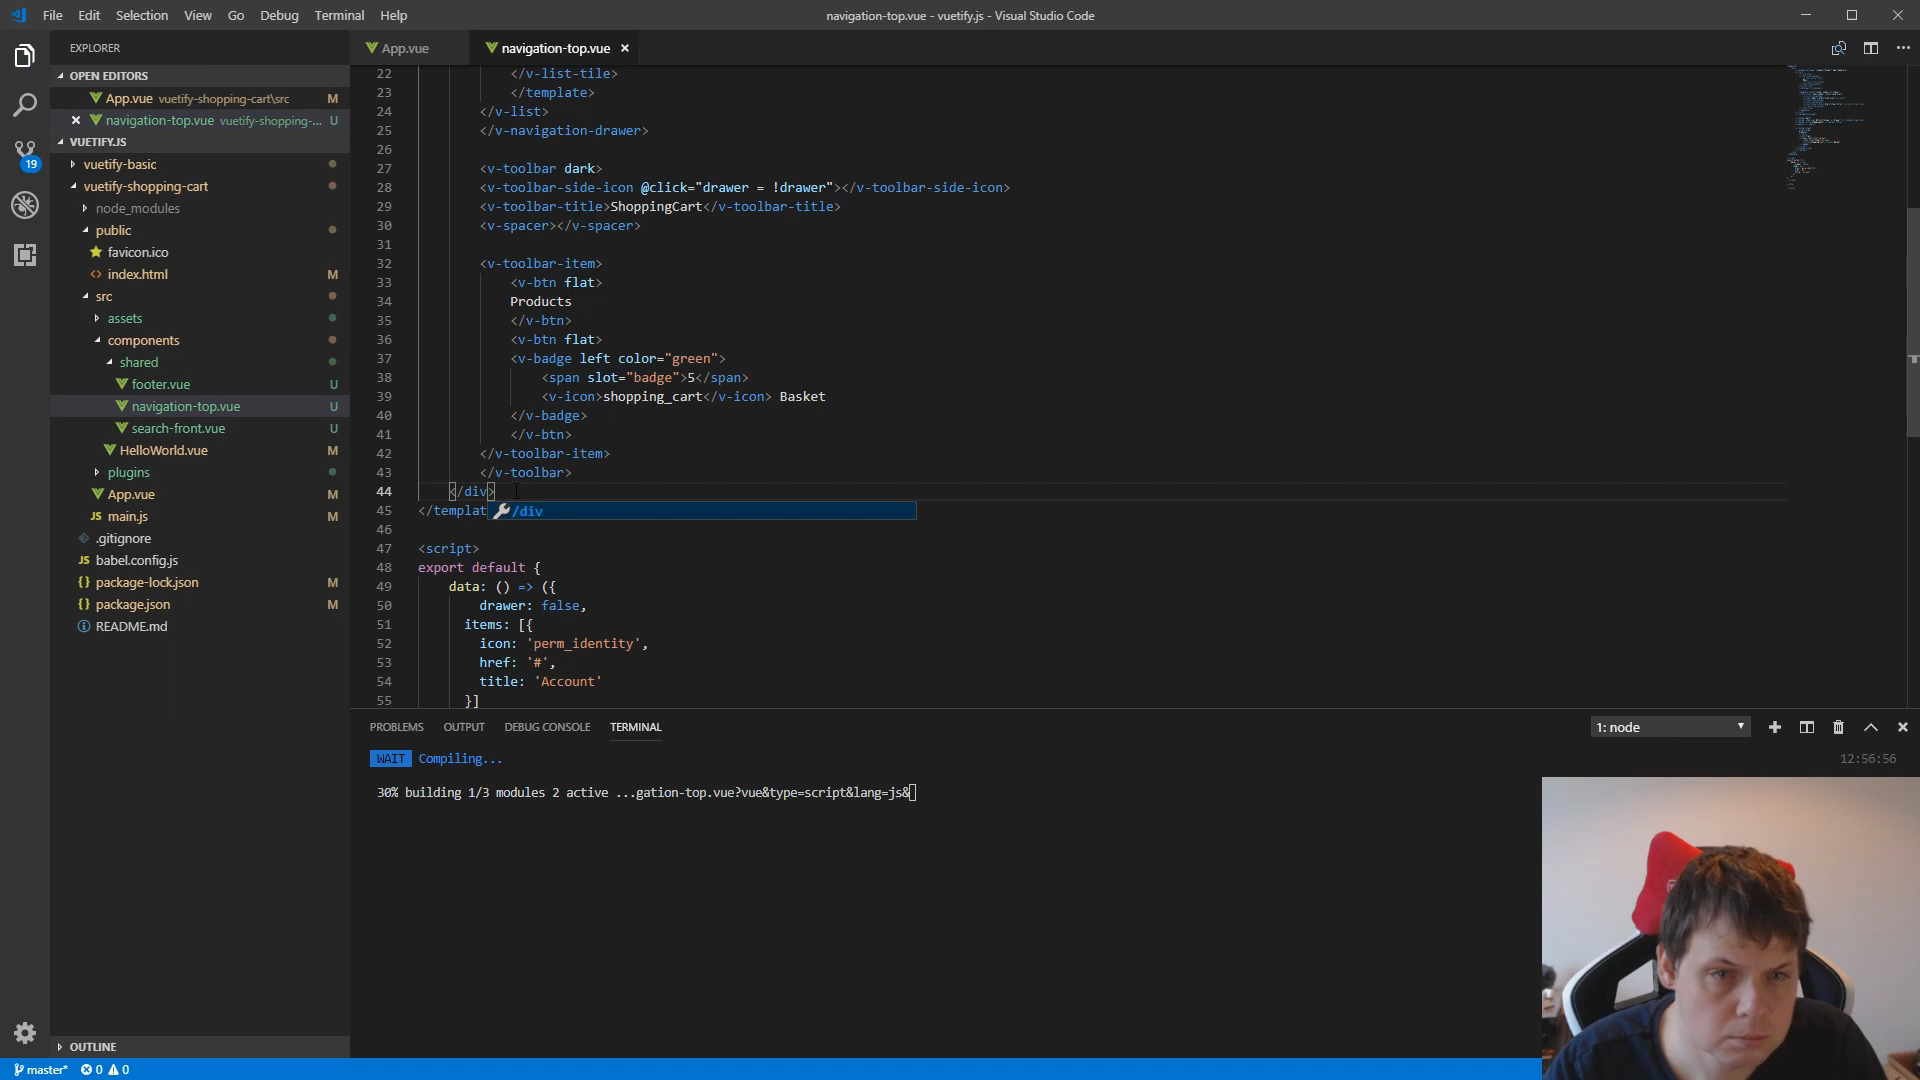 File Edit Selection View Go Debug Terminal Help
navigation-top.vue - vuetify.js - Visual Studio Code
EXPLORER
OPEN EDITORS
App.vue vuetify-shopping-cart\src M
navigation-top.vue vuetify-shopping-... U
VUETIFY.JS
19
vuetify-basic
vuetify-shopping-cart
node_modules
public
favicon.ico
index.html M
src
assets
components
shared
footer.vue U
navigation-top.vue U
search-front.vue U
HelloWorld.vue M
plugins
App.vue M
JS main.js M
.gitignore
JS babel.config.js
{} package-lock.json M
{} package.json M
README.md
OUTLINE
App.vue
navigation-top.vue
22 </v-list-tile>
23 </template>
24 </v-list>
25 </v-navigation-drawer>
26
27 <v-toolbar dark>
28 <v-toolbar-side-icon @click="drawer = !drawer"></v-toolbar-side-icon>
29 <v-toolbar-title>ShoppingCart</v-toolbar-title>
30 <v-spacer></v-spacer>
31
32 <v-toolbar-item>
33 <v-btn flat>
34 Products
35 </v-btn>
36 <v-btn flat>
37 <v-badge left color="green">
38 <span slot="badge">5</span>
39 <v-icon>shopping_cart</v-icon> Basket
40 </v-badge>
41 </v-btn>
42 </v-toolbar-item>
43 </v-toolbar>
44 </div>
45 </templat /div
46
47 <script>
48 export default {
49 data: () => ({
50 drawer: false,
51 items: [{
52 icon: 'perm_identity',
53 href: '#',
54 title: 'Account'
55 }]
PROBLEMS OUTPUT DEBUG CONSOLE TERMINAL
1: node
WAIT Compiling...
12:56:56
30% building 1/3 modules 2 active ...gation-top.vue?vue&type=script&lang=js&
master* 0 0